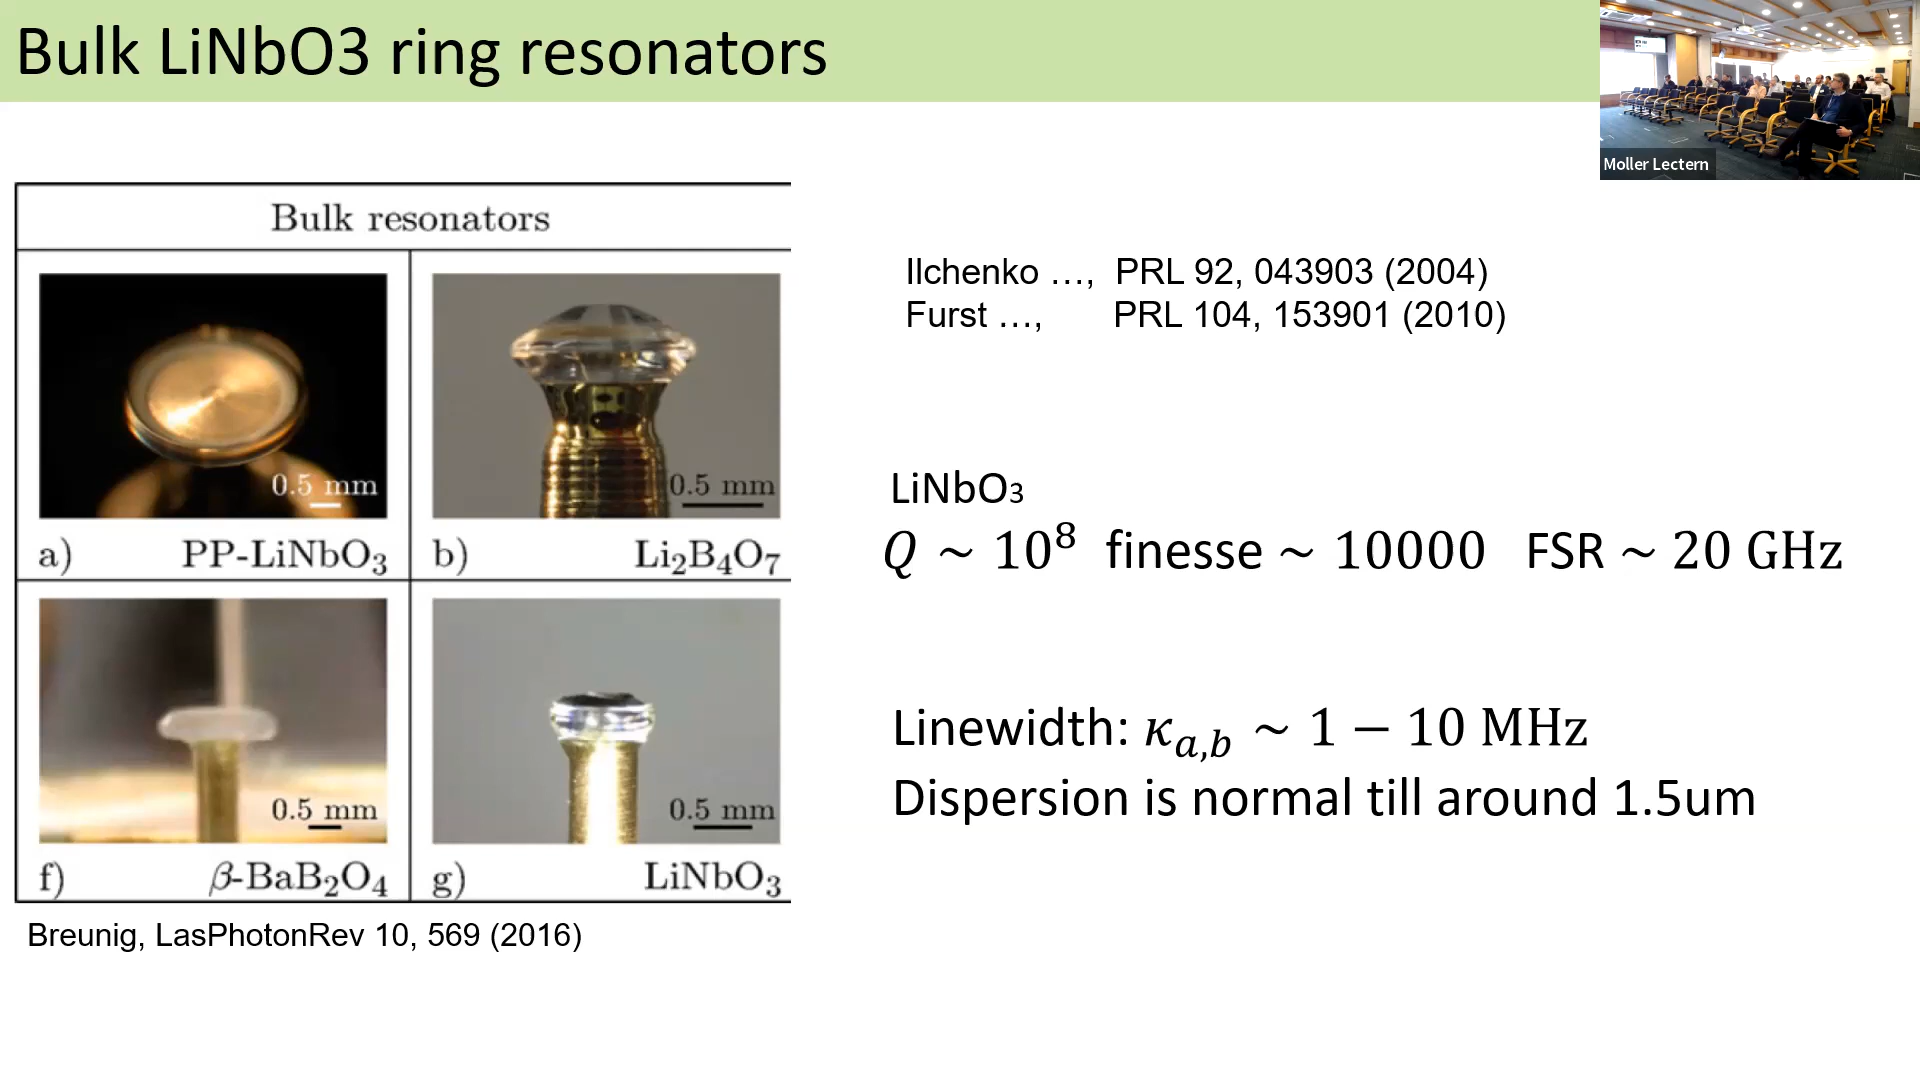 Bulk LiNbO3 ring resonators
Moller Lectern
Bulk resonators
0.5 mm
a) PP-LiNbO₃
0.5 mm
b) Li₂B₄O₇
0.5 mm
f) β-BaB₂O₄
0.5 mm
g) LiNbO₃
Breunig, LasPhotonRev 10, 569 (2016)
Ilchenko …, PRL 92, 043903 (2004)
Furst …, PRL 104, 153901 (2010)
LiNbO₃
Q ~ 10⁸ finesse ~ 10000 FSR ~ 20 GHz
Linewidth: κ_{a,b} ~ 1 − 10 MHz
Dispersion is normal till around 1.5um